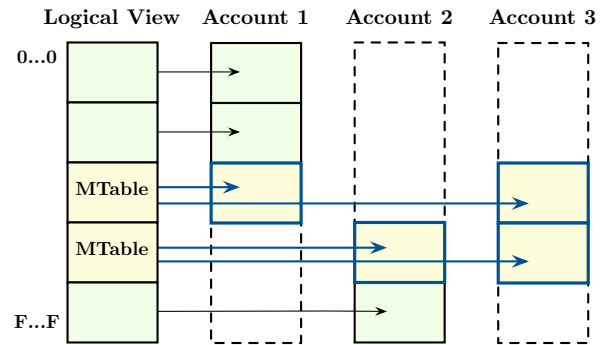 Logical View Account 1 Account 2 Account 3
0...0
MTable
MTable
F...F